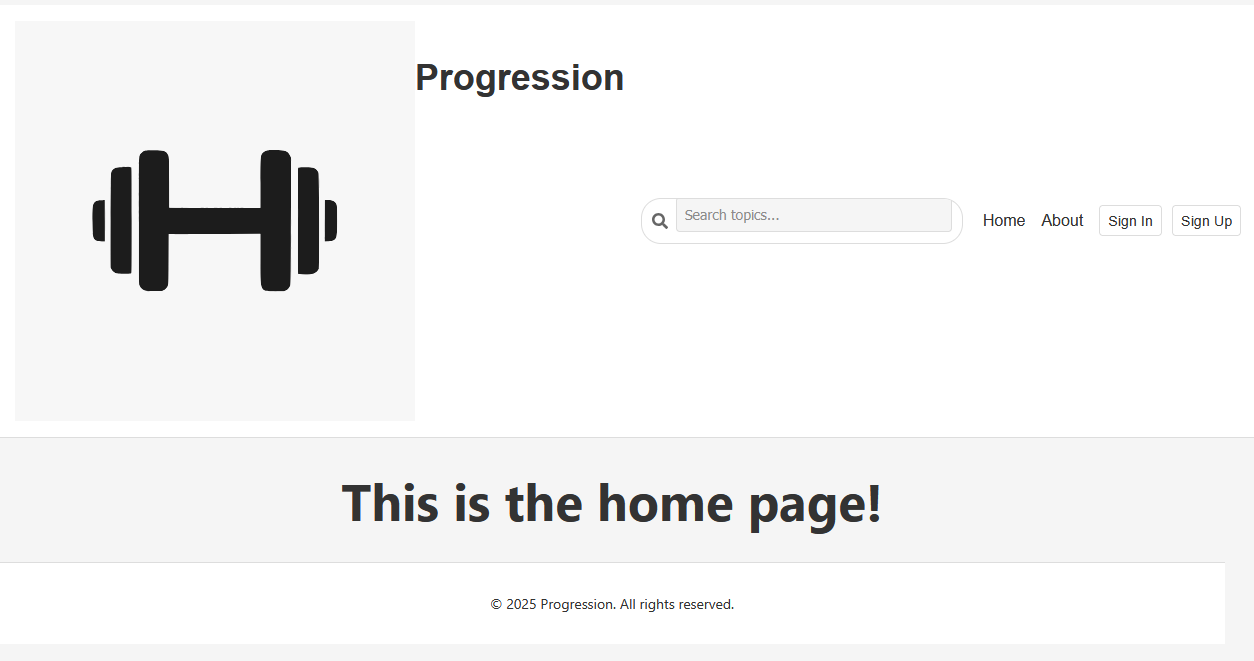 Progression
Search topics...
Home
About
Sign In
Sign Up
This is the home page!
© 2025 Progression. All rights reserved.